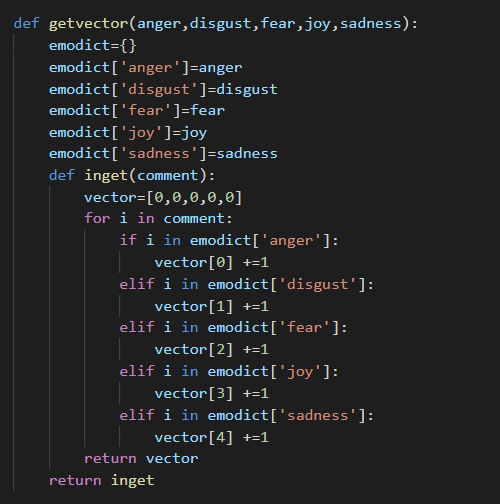 def getvector(anger,disgust,fear,joy,sadness):
    emodict={}
    emodict['anger']=anger
    emodict['disgust']=disgust
    emodict['fear']=fear
    emodict['joy']=joy
    emodict['sadness']=sadness
    def inget(comment):
        vector=[0,0,0,0,0]
        for i in comment:
            if i in emodict['anger']:
                vector[0] +=1
            elif i in emodict['disgust']:
                vector[1] +=1
            elif i in emodict['fear']:
                vector[2] +=1
            elif i in emodict['joy']:
                vector[3] +=1
            elif i in emodict['sadness']:
                vector[4] +=1
        return vector
    return inget